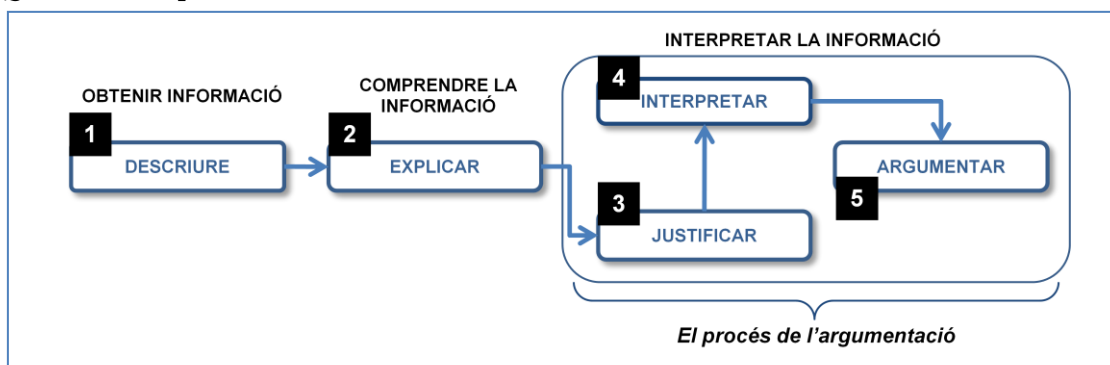 OBTENIR INFORMACIÓ
1
DESCRIURE
COMPRENDRE LA
INFORMACIÓ
2
EXPLICAR
INTERPRETAR LA INFORMACIÓ
3
JUSTIFICAR
4
INTERPRETAR
ARGUMENTAR
5
El procés de l'argumentació